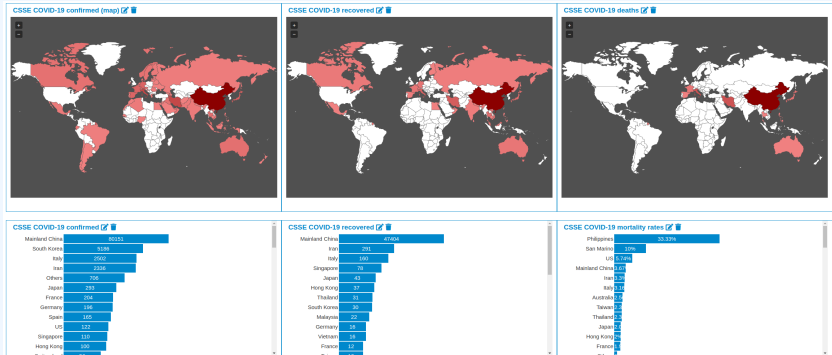 CSSE COVID-19 confirmed (map)
CSSE COVID-19 recovered
CSSE COVID-19 deaths
+
−
+
−
+
−
CSSE COVID-19 confirmed
Mainland China 80151
South Korea 5186
Italy 2502
Iran 2336
Others 706
Japan 293
France 204
Germany 196
Spain 165
US 122
Singapore 110
Hong Kong 100
CSSE COVID-19 recovered
Mainland China 47404
Iran 291
Italy 160
Singapore 78
Japan 43
Hong Kong 37
Thailand 31
South Korea 30
Malaysia 22
Germany 16
Vietnam 16
France 12
CSSE COVID-19 mortality rates
Philippines 33.33%
San Marino 10%
US 5.74%
Mainland China
Iran
Italy
Australia
Taiwan
Thailand
Japan
Hong Kong
France